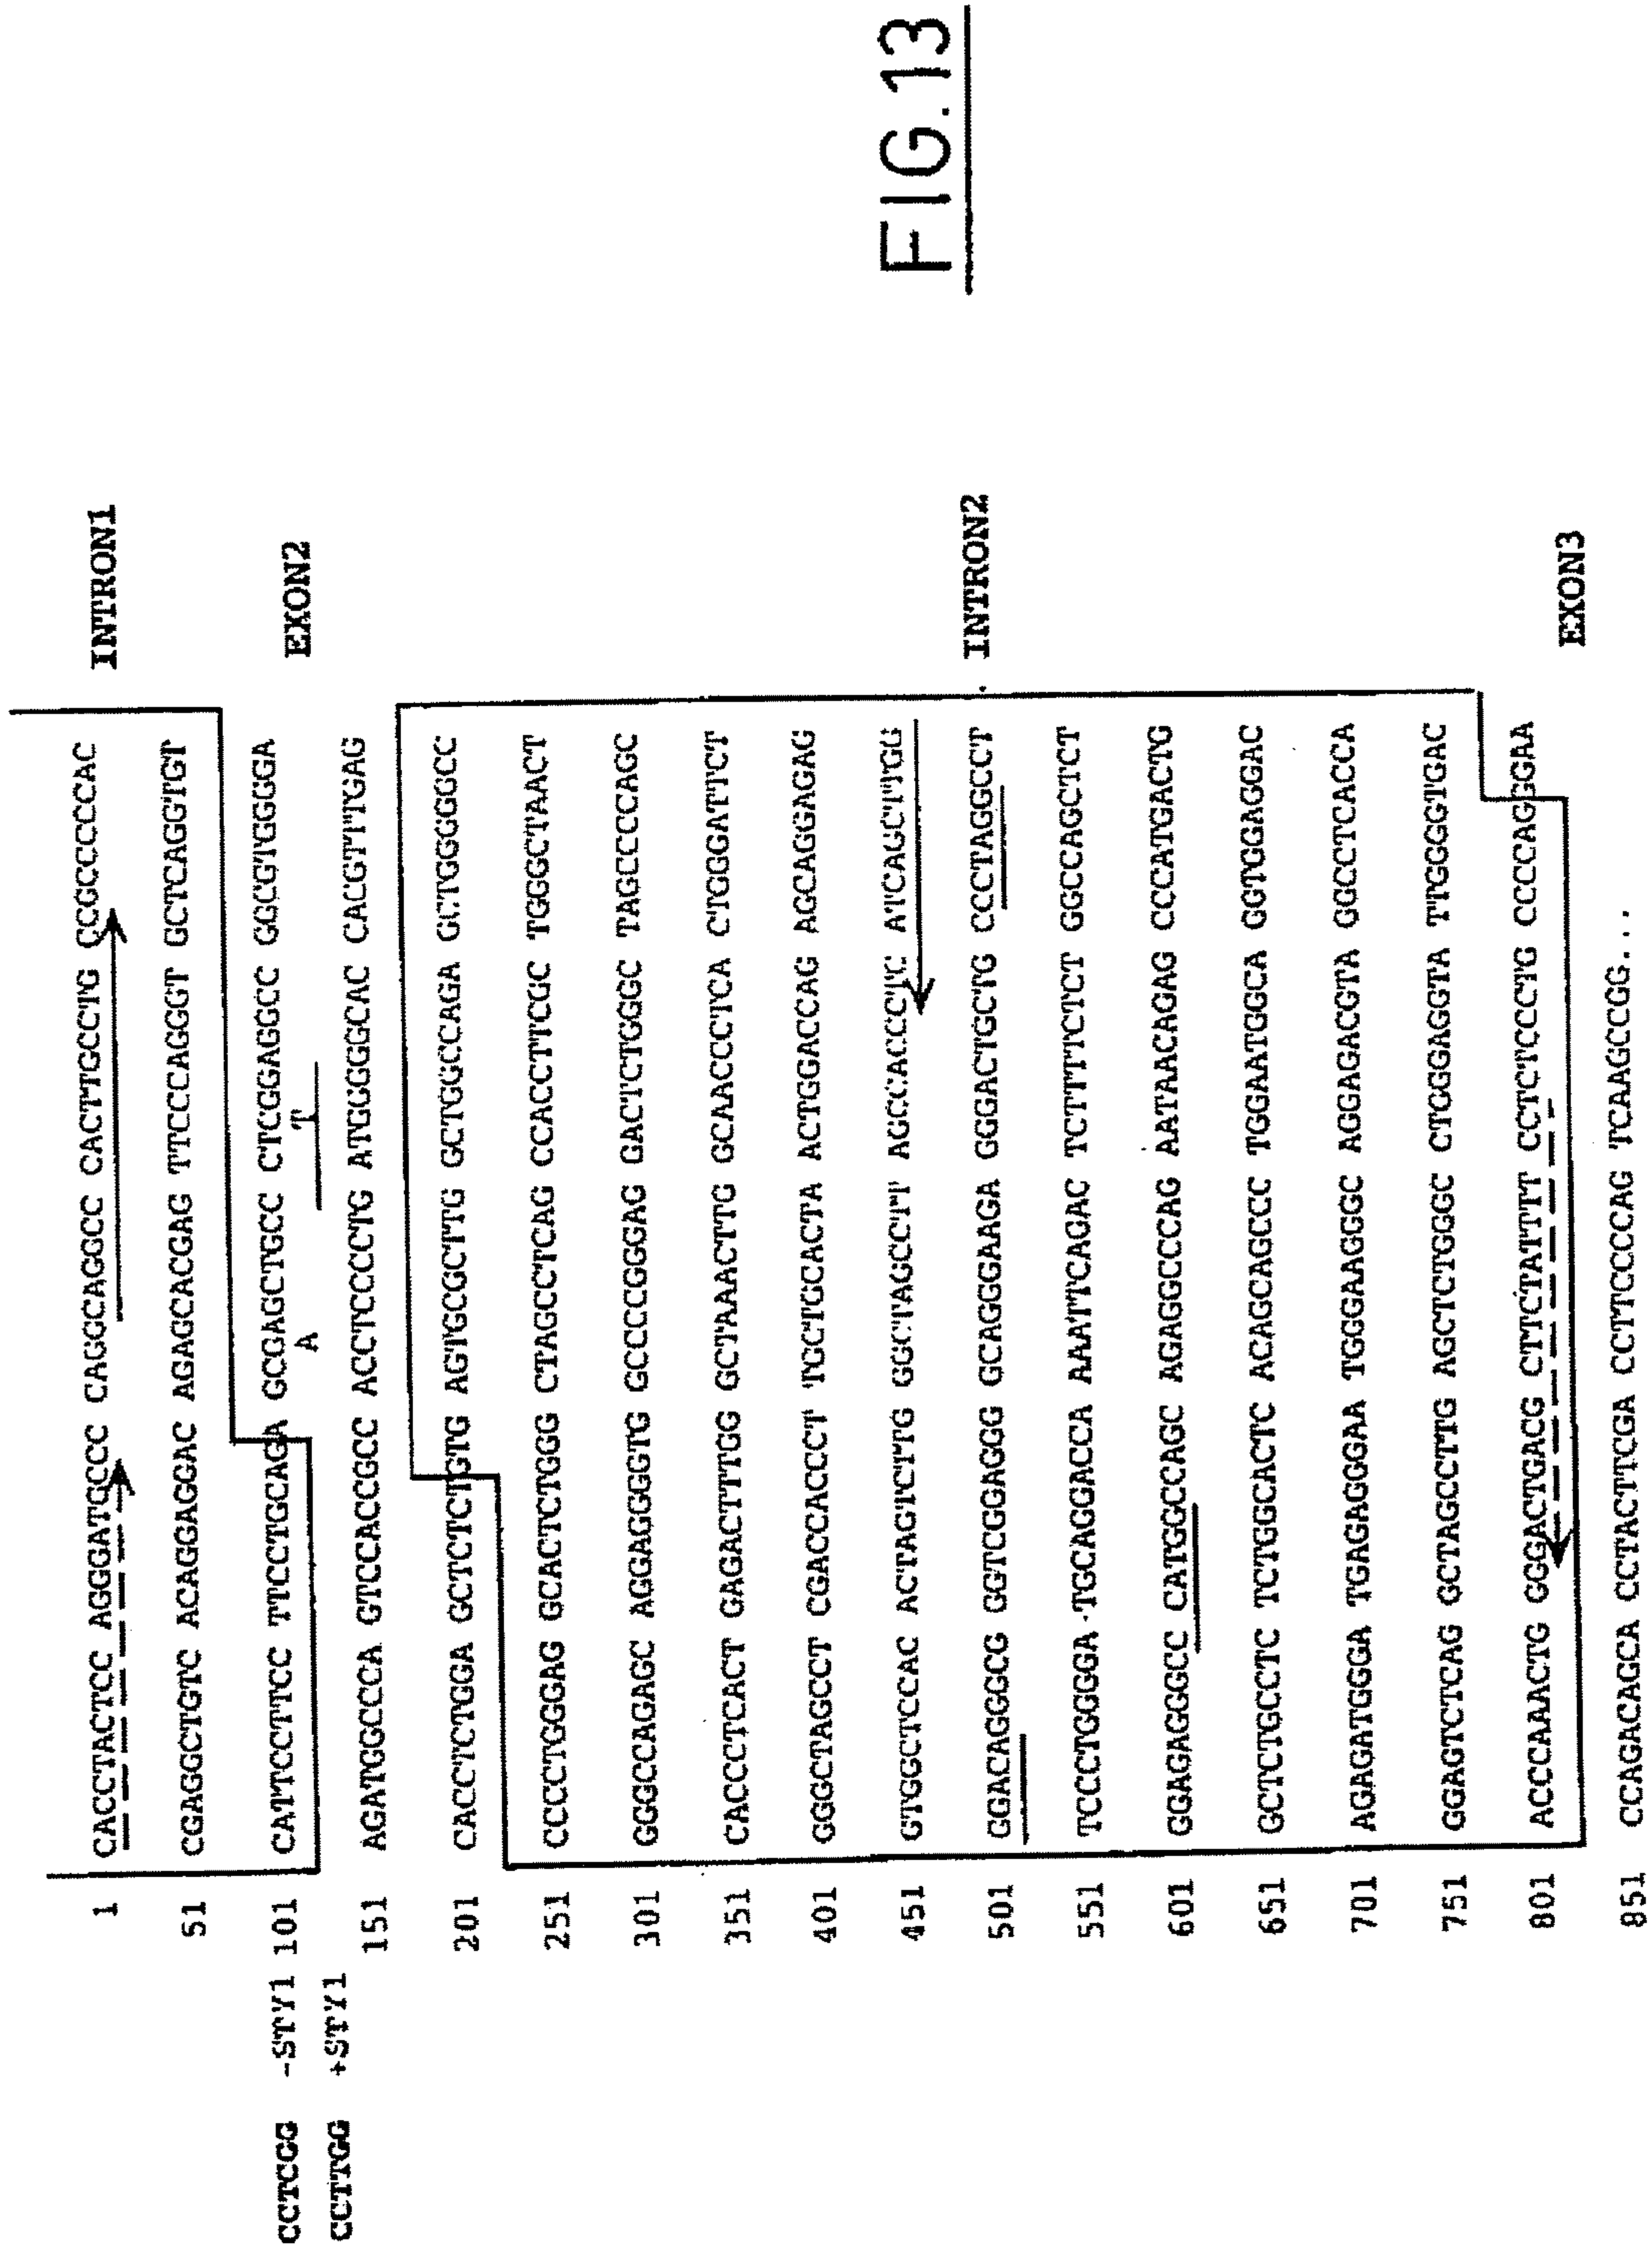 INTRON1
1 CACCTACTCC AGGGATGCCC CAGGCAGGCC CACTTGCCTG CCGCCCCCAC
51 CGAGGCTGTC ACAGGAGGAC AGAGCACGAG TTCCCAGGGT GCTCAGGTGT
EXON2
CCTCGG -STY1 101 CATTCCTTCC TTCCTGCAGA GCGAGCTGCC CTCGGAGGCC GGCGTGGGGA
CCTTGG +STY1
A T
151 AGATGGCCCA GTCCACCGCC ACCTCCCCTG ATGGGGGCAC CACGTTTGAG
201 CACCTCTGGA GCTCTCTGTG AGTGCGCTTG GCTGGCCAGA GCTGGGGGCC
251 CCCCTGGGAG GCACTCTGGG CTAGCCTCAG CCACCTTCGC TGGGCTAACT
301 GGGCCAGAGC AGGAGGGGTG GCCCCGGGAG GACTCTGGGC TAGCCCCAGC
351 CACCCTCACT GAGACTTTGG GCTAAACTTG GCAACCCTCA CTGGGATTCT
401 GGGCTAGCCT CGACCACCCT TGCTGCACTA ACTGGACCAG AGCAGGAGAG
451 GTGGCTCCAC ACTAGTCTTG GGCTAGCCTT AGCCACCCTC ATCAGCTTGG
INTRON2
501 GGACAGGGCG GGTCGGAGGG GCAGGGAAGA GGGACTGCTG CCCTAGGCCT
551 TCCCTGGGGA TGCAGGACCA AAATTCAGAC TCTTTTCTCT GGCCAGCTCT
601 GGAGAGGGCC CATGGCCAGC AGAGGCCCAG AATAACAGAG CCCATGACTG
651 GCTCTGCCTC TCTGGCACTC ACAGCAGCCC TGGAATGGCA GGTGGAGGAC
701 AGAGATGGGA TGAGAGGGAA TGGGAAGGGC AGGAGACGTA GGCCTCACCA
751 GGAGTCTCAG GCTAGCCTTG AGCTCTGGGC CTGGGAGGTA TTGGGGTGAC
801 ACCCAAACTG GGGACTGACG CTTCTATTTT CCTCTCCCTG CCCCAGGGAA
EXON3
851 CCAGACAGCA CCTACTTCGA CCTTCCCCAG TCAAGCCGGG...
FIG.13